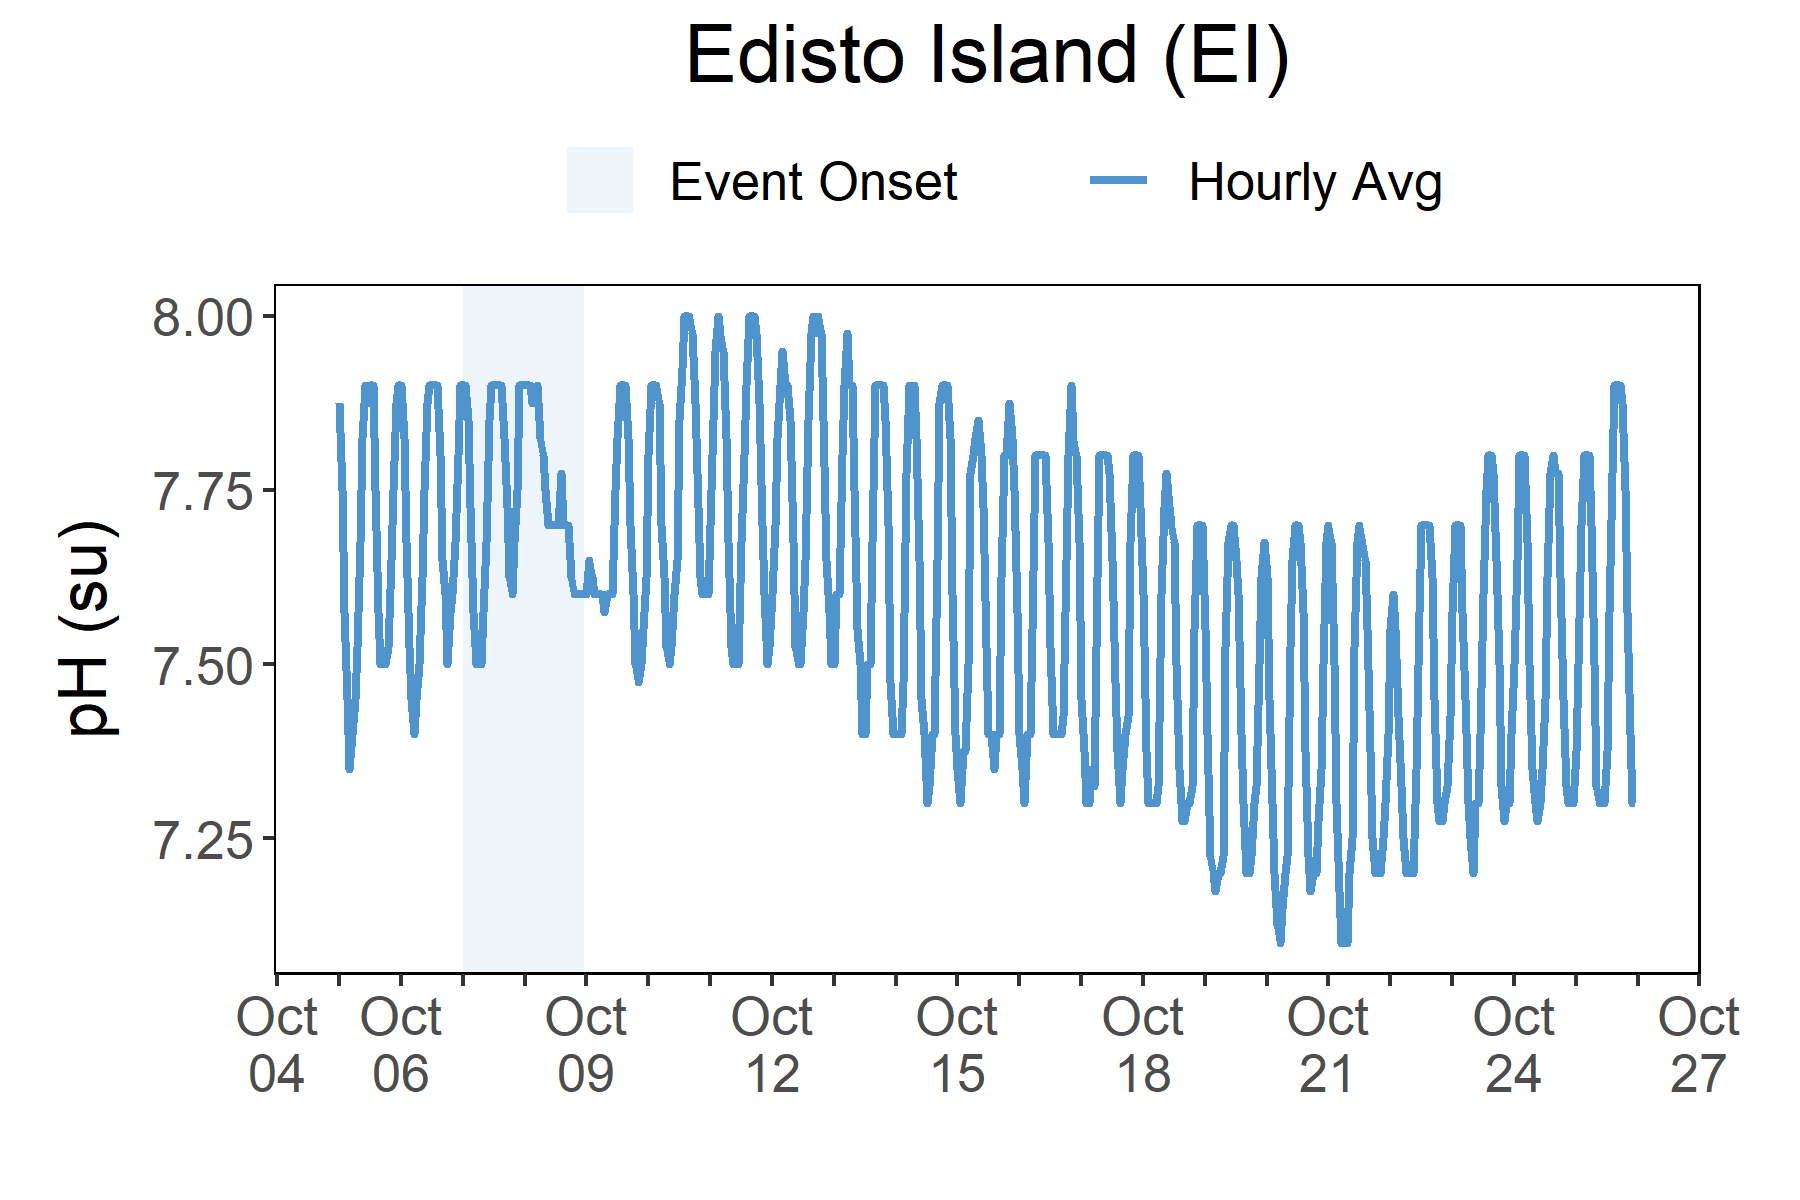 Edisto Island (EI)
Event Onset
Hourly Avg
pH (su)
8.00
7.75
7.50
7.25
Oct 04
Oct 06
Oct 09
Oct 12
Oct 15
Oct 18
Oct 21
Oct 24
Oct 27